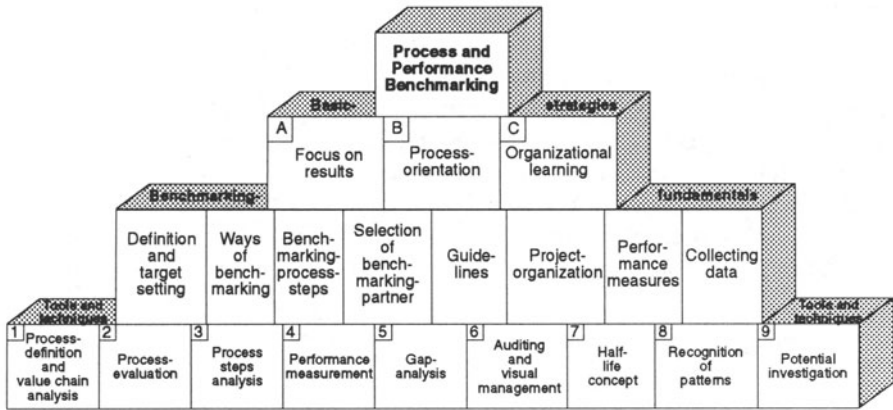 Process and
Performance
Benchmarking
Basic-
strategies
A
Focus on
results
B
Process-
orientation
C
Organizational
learning
Benchmarking-
fundamentals
Definition
and
target
setting
Ways
of
bench-
marking
Bench-
marking-
process-
steps
Selection
of
bench-
marking-
partner
Guide-
lines
Project-
organization
Perfor-
mance
measures
Collecting
data
Tools and
techniques
Tools and
techniques
1
Process-
definition
and
value chain
analysis
2
Process-
evaluation
3
Process
steps
analysis
4
Performance
measurement
5
Gap-
analysis
6
Auditing
and
visual
management
7
Half-
life
concept
8
Recognition
of
patterns
9
Potential
investigation